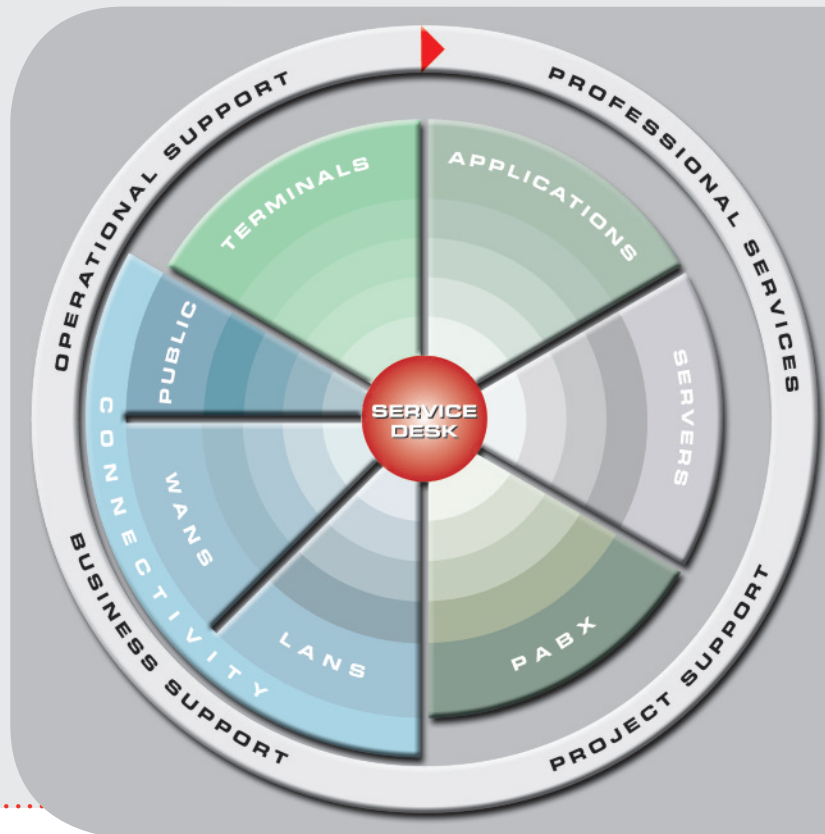 OPERATIONAL SUPPORT
PROFESSIONAL SERVICES
TERMINALS
APPLICATIONS
PUBLIC
SERVERS
SERVICE
DESK
CONNECTIVITY
WANS
LANS
PABX
BUSINESS SUPPORT
PROJECT SUPPORT